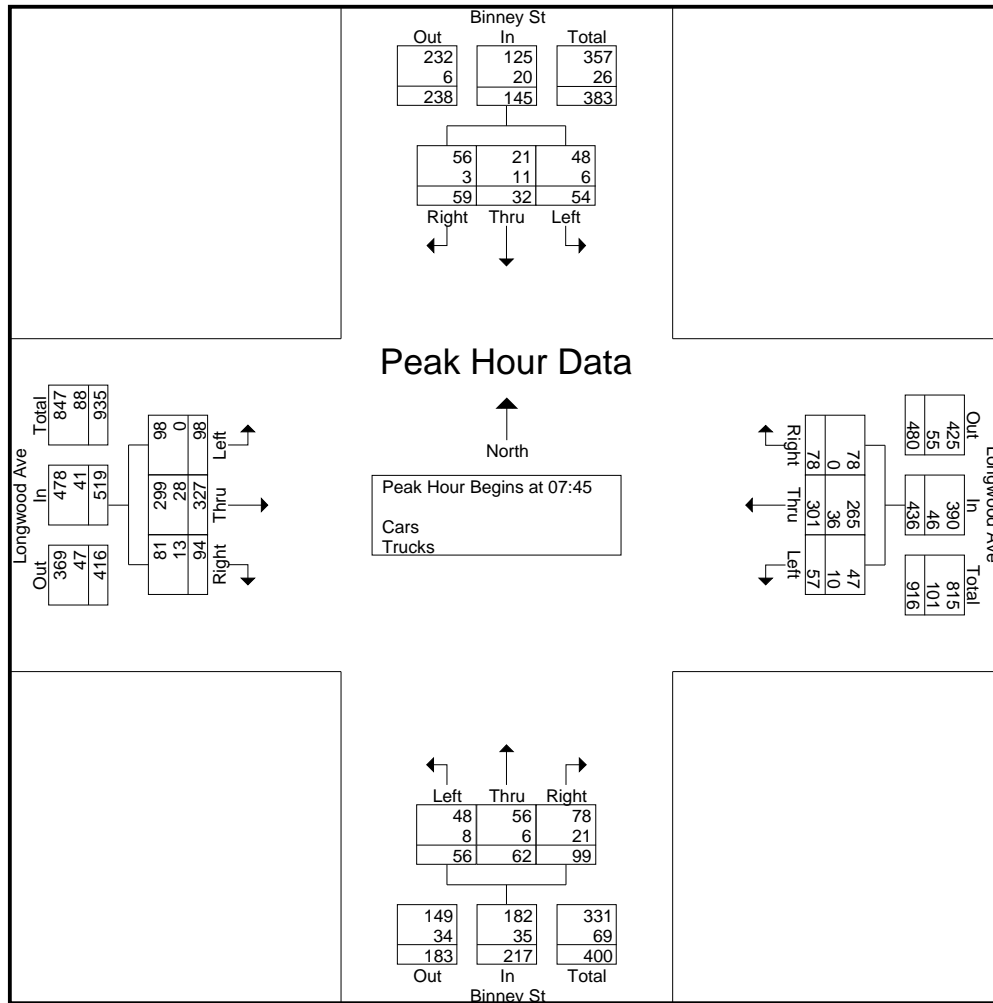 Binney St
Out In Total
232 125 357
6 20 26
238 145 383
56 21 48
3 11 6
59 32 54
Right Thru Left
Peak Hour Data
North
Peak Hour Begins at 07:45
Cars
Trucks
Longwood Ave
Out In Total
369 478 847
47 41 88
416 519 935
98 299 81
0 28 13
98 327 94
Left Thru Right
Longwood Ave
Out In Total
425 390 815
55 46 101
480 436 916
78 265 47
0 36 10
78 301 57
Right Thru Left
Left Thru Right
48 56 78
8 6 21
56 62 99
149 182 331
34 35 69
183 217 400
Out In Total
Binney St